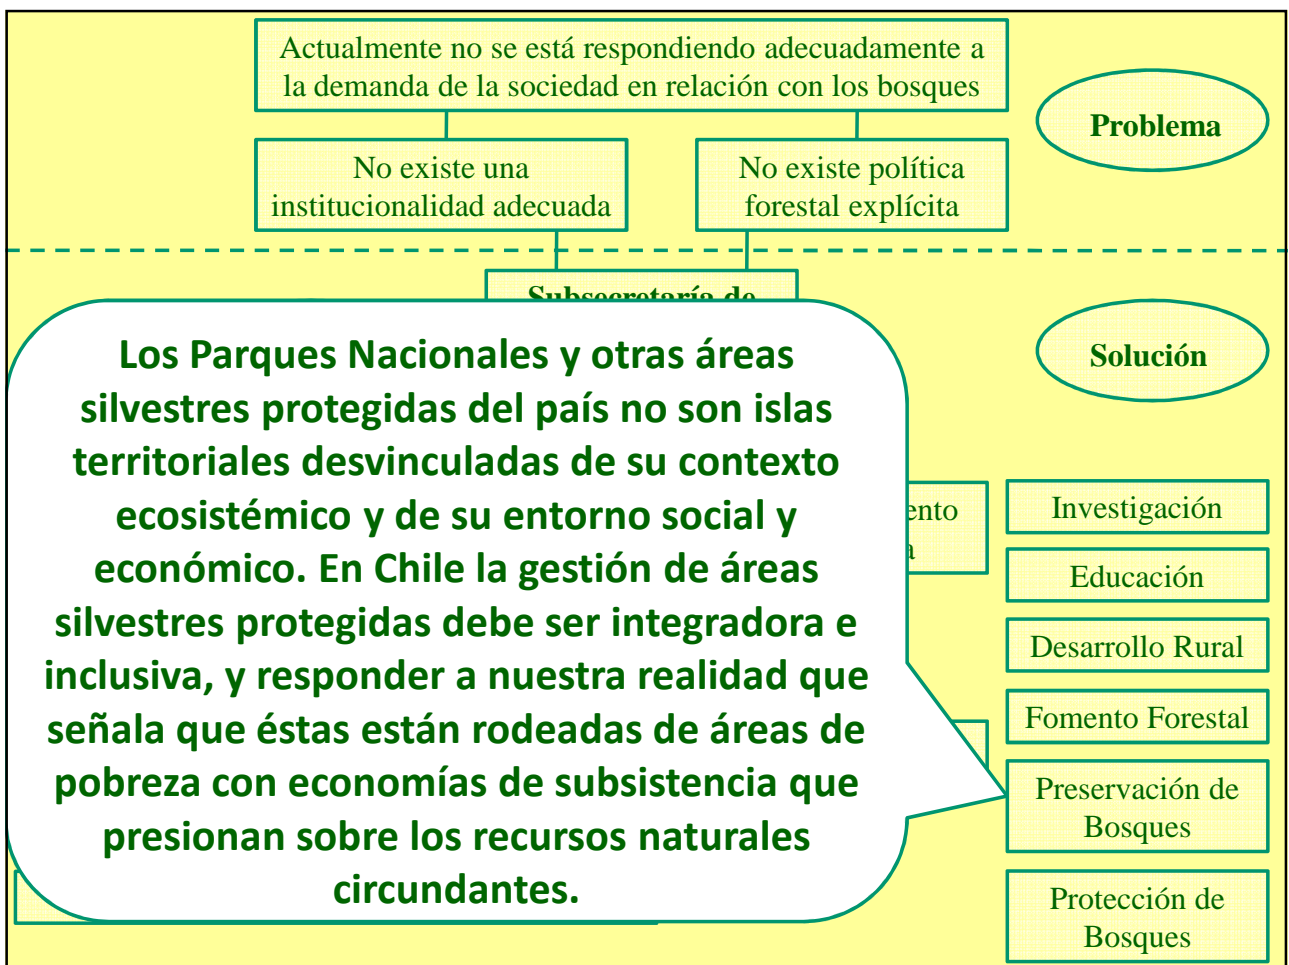 Actualmente no se está respondiendo adecuadamente a
la demanda de la sociedad en relación con los bosques
Problema
No existe una
institucionalidad adecuada
No existe política
forestal explícita
Subsecretaría de
Solución
Los Parques Nacionales y otras áreas
silvestres protegidas del país no son islas
territoriales desvinculadas de su contexto
ecosistémico y de su entorno social y
económico. En Chile la gestión de áreas
silvestres protegidas debe ser integradora e
inclusiva, y responder a nuestra realidad que
señala que éstas están rodeadas de áreas de
pobreza con economías de subsistencia que
presionan sobre los recursos naturales
circundantes.
Investigación
Educación
Desarrollo Rural
Fomento Forestal
Preservación de
Bosques
Protección de
Bosques